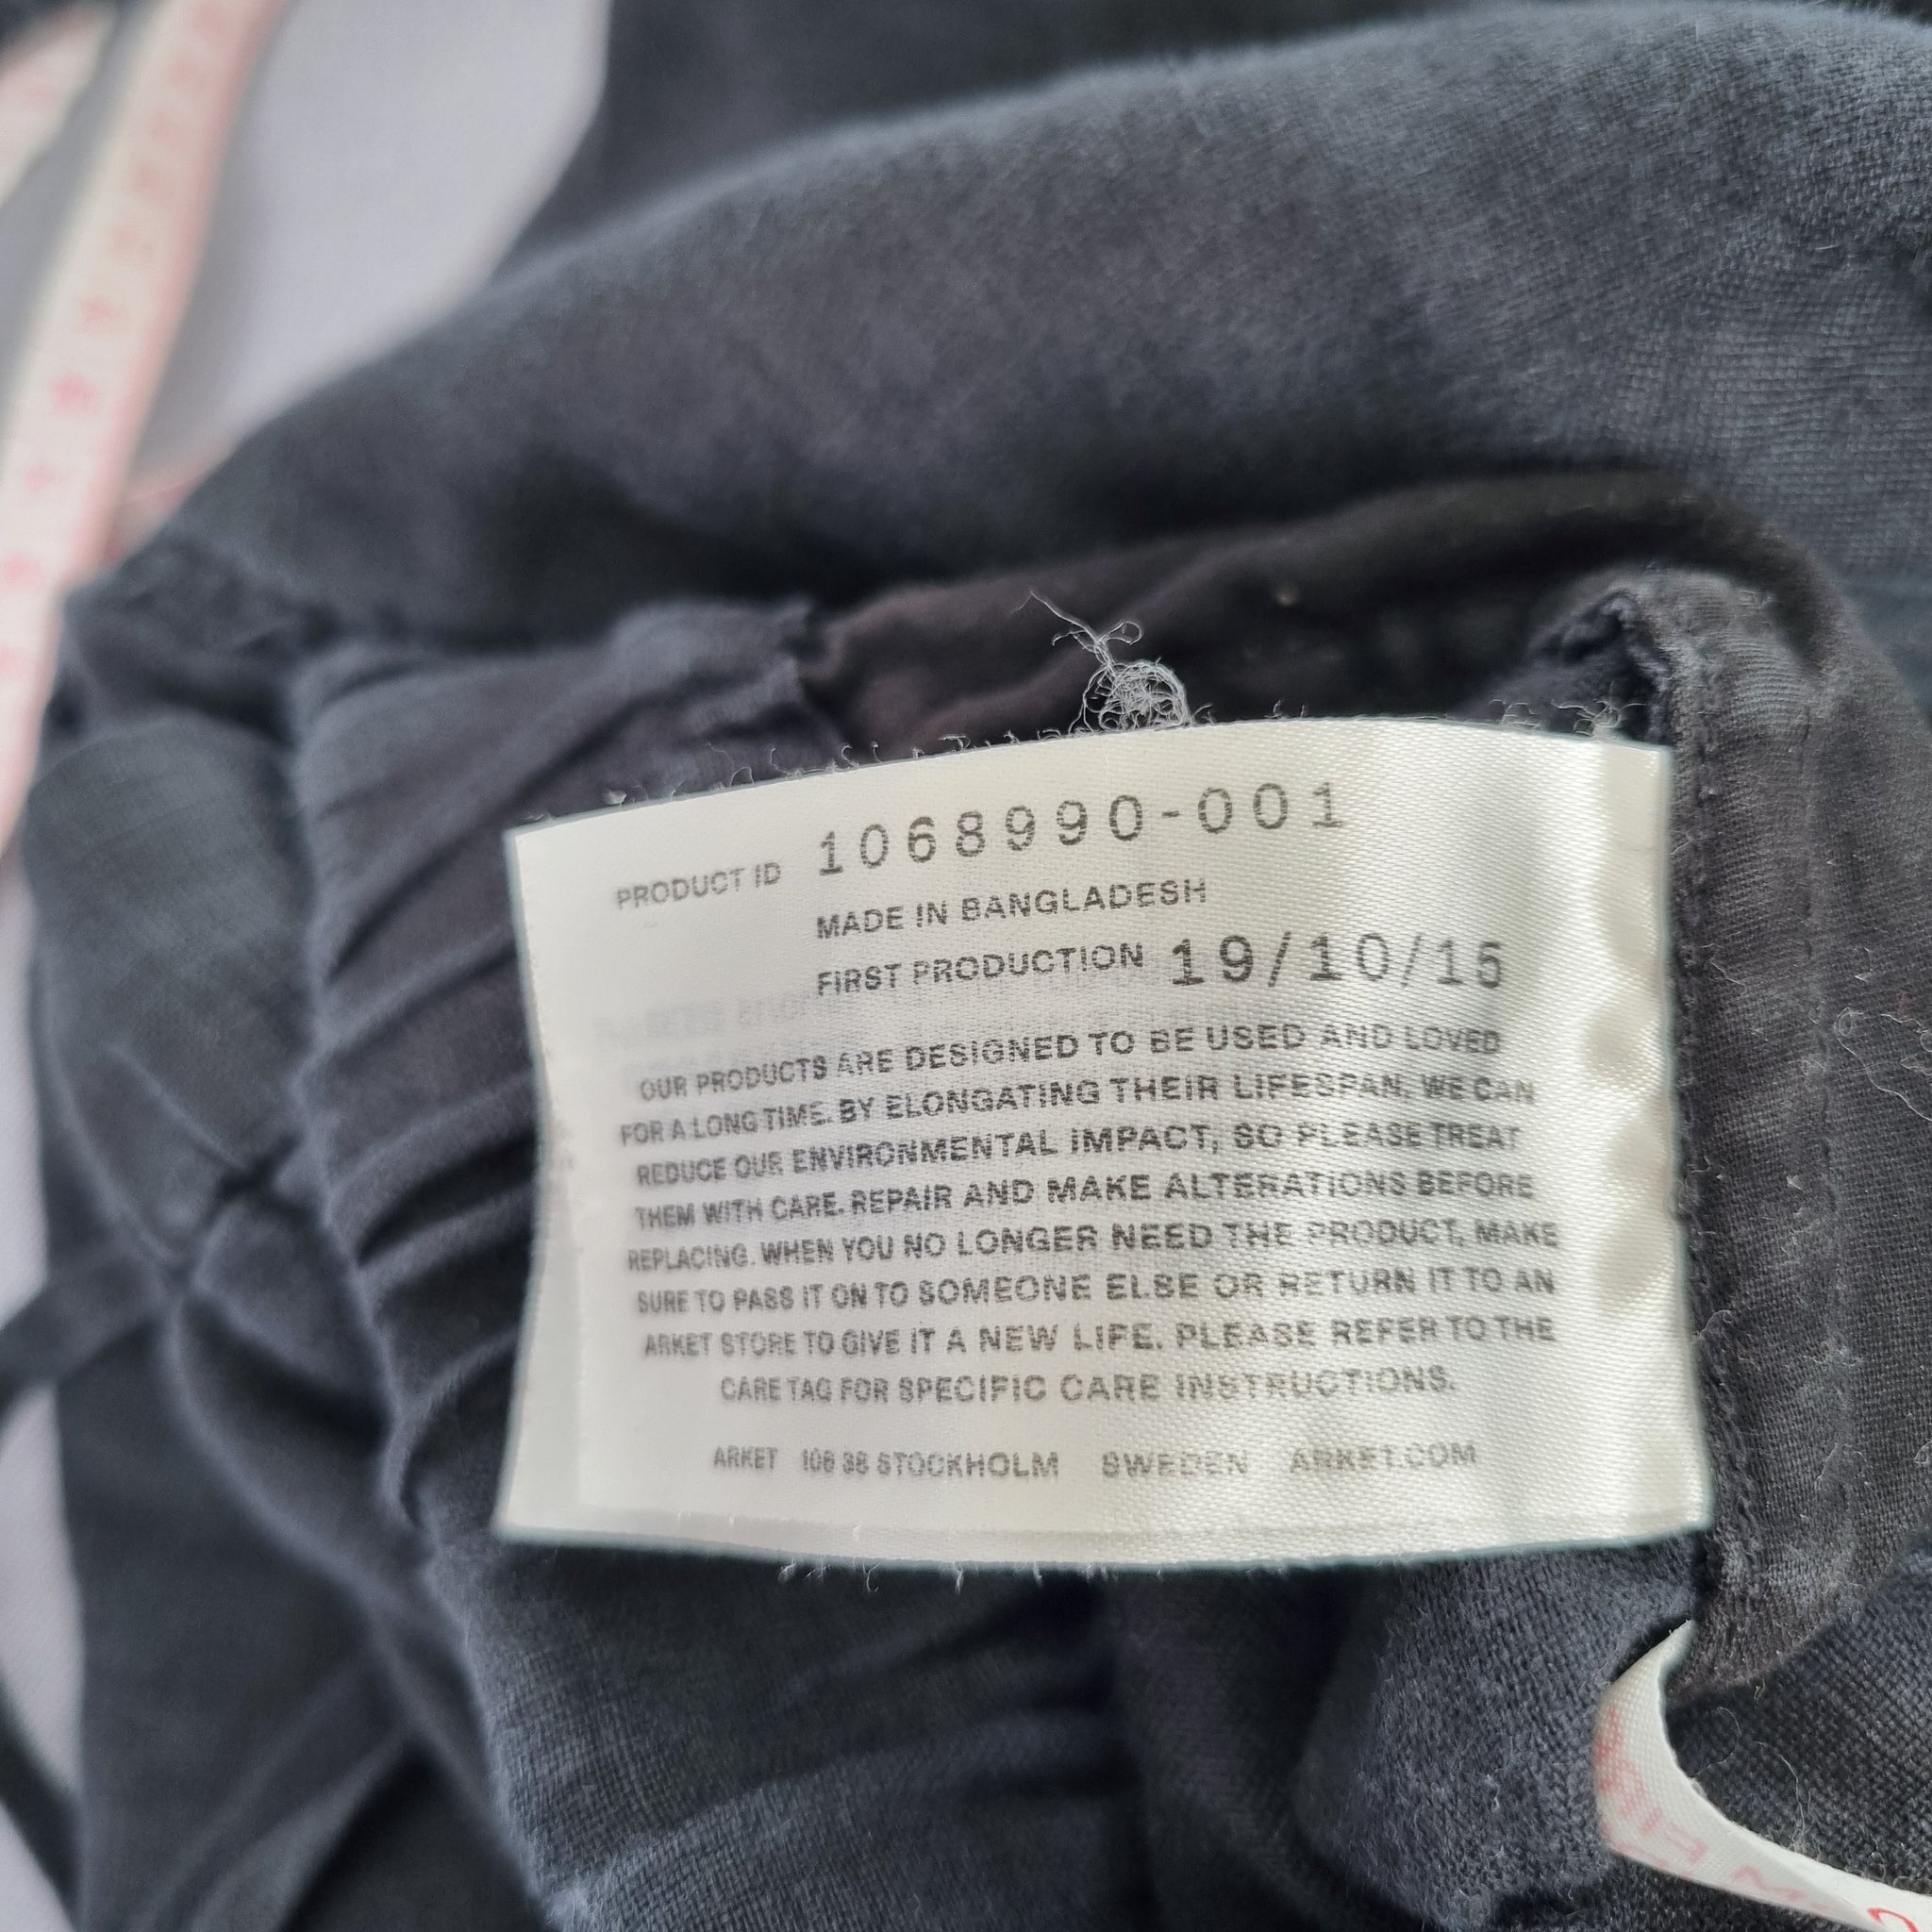 PRODUCT ID 1068990-001
MADE IN BANGLADESH
FIRST PRODUCTION 19/10/15
OUR PRODUCTS ARE DESIGNED TO BE USED AND LOVED
FOR A LONG TIME. BY ELONGATING THEIR LIFESPAN, WE CAN
REDUCE OUR ENVIRONMENTAL IMPACT, SO PLEASE TREAT
THEM WITH CARE. REPAIR AND MAKE ALTERATIONS BEFORE
REPLACING. WHEN YOU NO LONGER NEED THE PRODUCT, MAKE
SURE TO PASS IT ON TO SOMEONE ELSE OR RETURN IT TO AN
ARKET STORE TO GIVE IT A NEW LIFE. PLEASE REFER TO THE
CARE TAG FOR SPECIFIC CARE INSTRUCTIONS.
ARKET 106 38 STOCKHOLM SWEDEN ARKET.COM